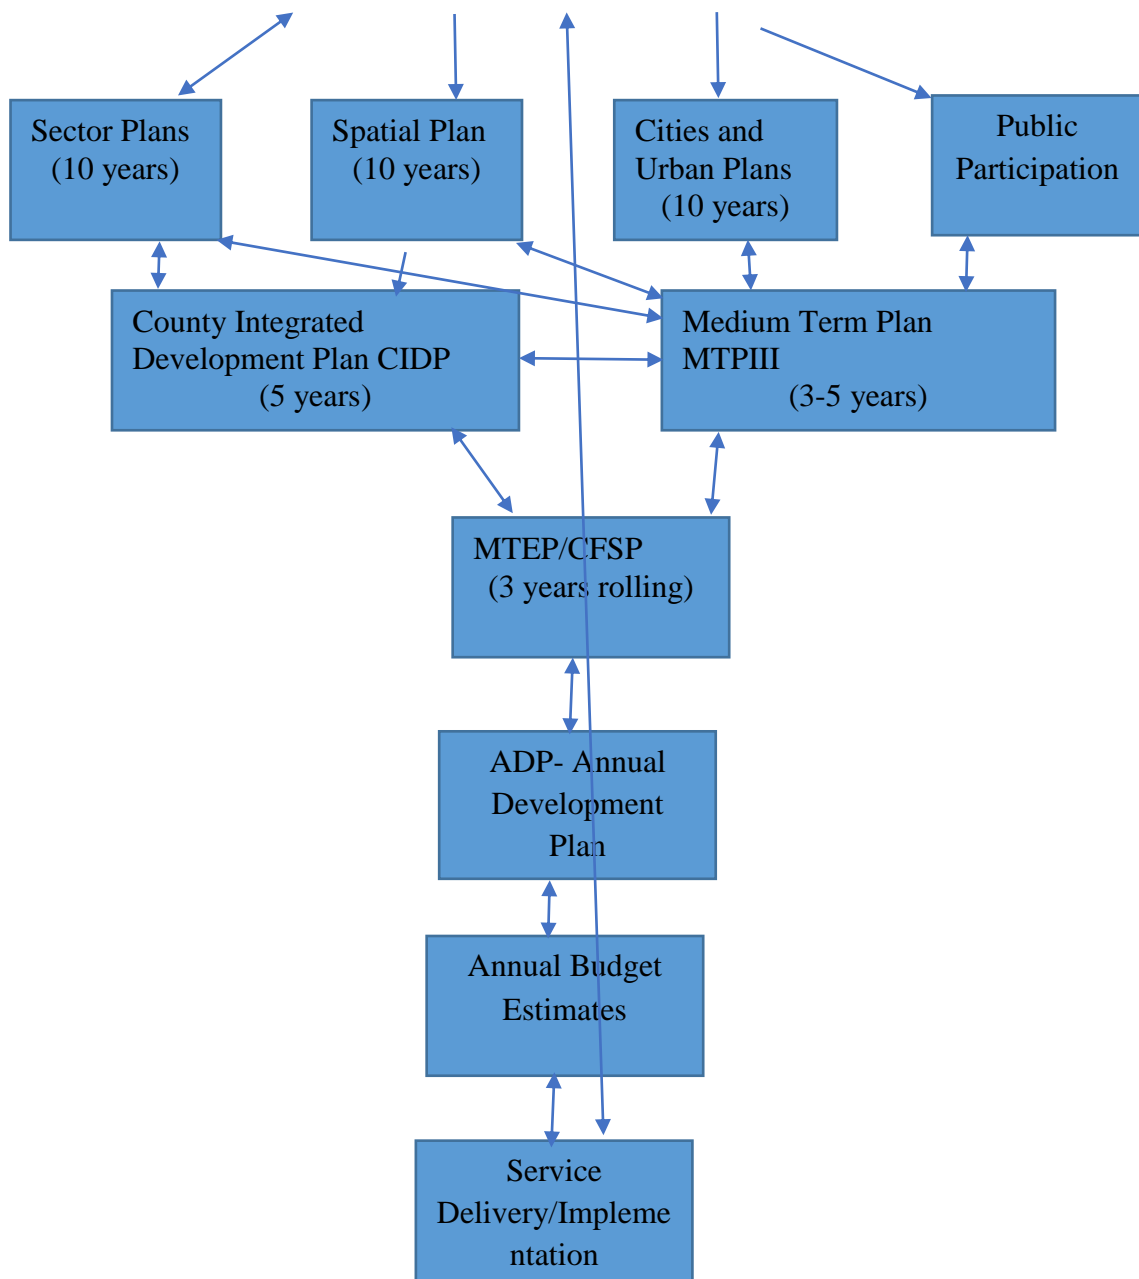 Sector Plans
(10 years)
Spatial Plan
(10 years)
Cities and
Urban Plans
(10 years)
Public
Participation
County Integrated
Development Plan CIDP
(5 years)
Medium Term Plan
MTPIII
(3-5 years)
MTEP/CFSP
(3 years rolling)
ADP- Annual
Development
Plan
Annual Budget
Estimates
Service
Delivery/Impleme
ntation